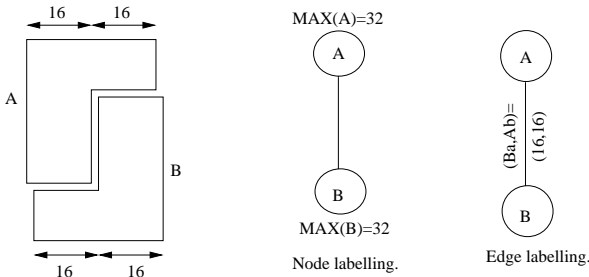 16 16
A
B
16 16
MAX(A)=32
A
B
MAX(B)=32
Node labelling.
A
(Ba,Ab)=
(16,16)
B
Edge labelling.